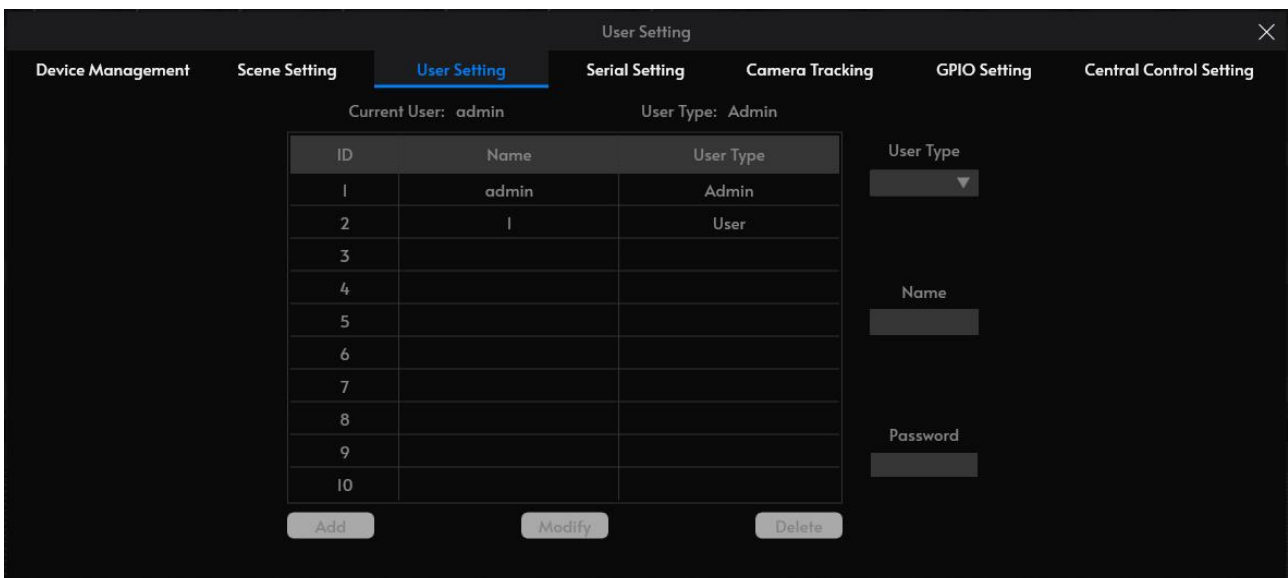 User Setting
Device Management Scene Setting User Setting Serial Setting Camera Tracking GPIO Setting Central Control Setting
Current User: admin User Type: Admin
ID Name User Type
1 admin Admin
2 1 User
3
4
5
6
7
8
9
10
User Type
Name
Password
Add Modify Delete